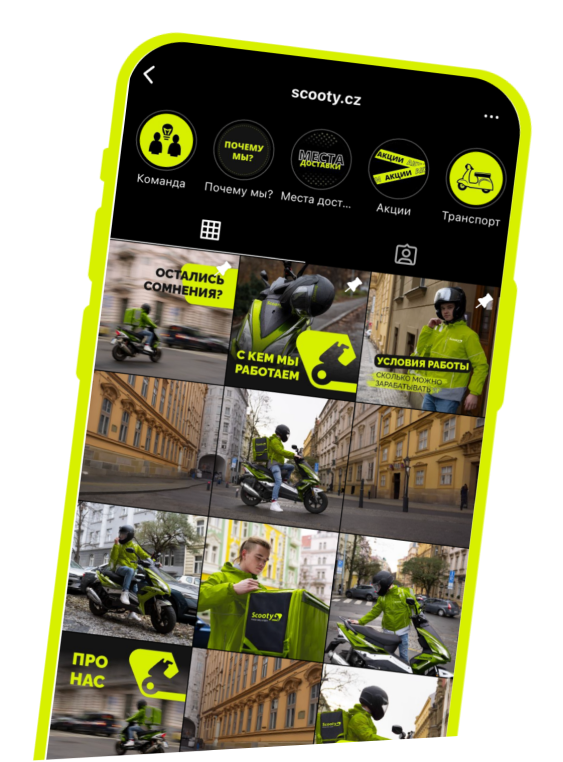 scooty.cz
ПОЧЕМУ
МЫ?
МЕСТА
ДОСТАВКИ
АКЦИИ
АКЦИИ
Команда
Почему мы?
Места дост...
Акции
Транспорт
ОСТАЛИСЬ
СОМНЕНИЯ?
С КЕМ МЫ
РАБОТАЕМ
УСЛОВИЯ РАБОТЫ
СКОЛЬКО МОЖНО
ЗАРАБАТЫВАТЬ
Scooty
ПРО
НАС
Scooty